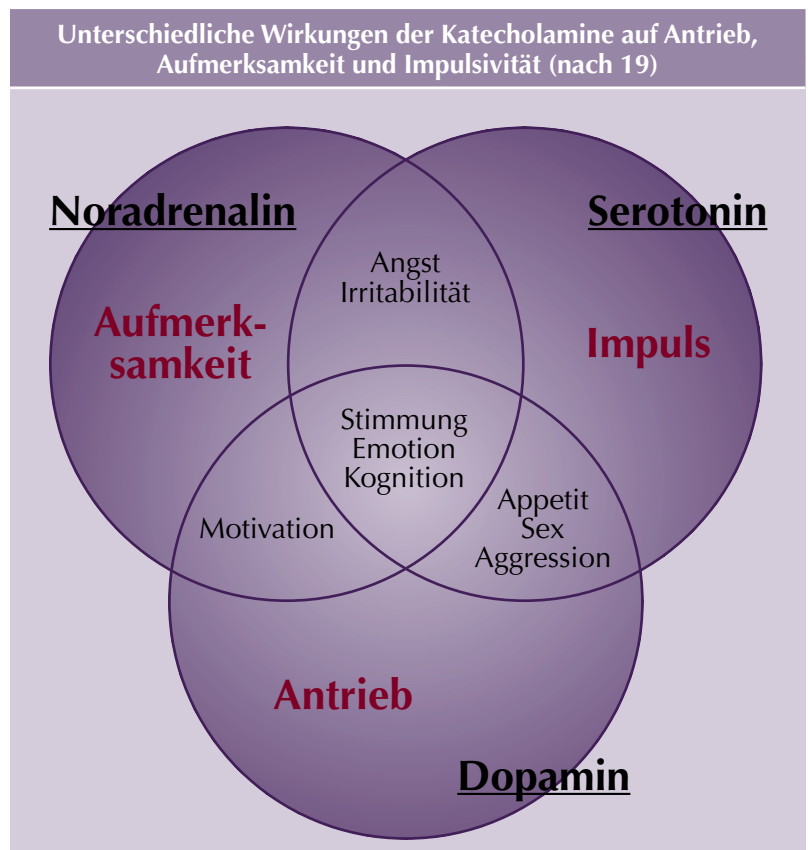 Unterschiedliche Wirkungen der Katecholamine auf Antrieb,
Aufmerksamkeit und Impulsivität (nach 19)
Noradrenalin
Serotonin
Angst
Irritabilität
Aufmerk-
samkeit
Impuls
Stimmung
Emotion
Kognition
Motivation
Appetit
Sex
Aggression
Antrieb
Dopamin